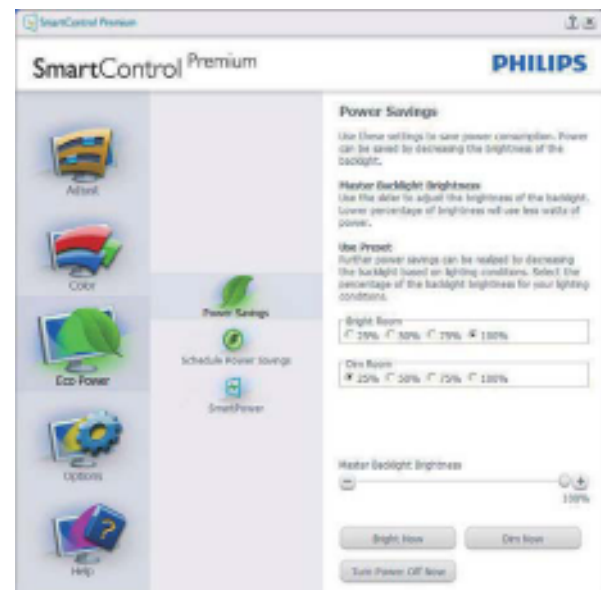 SmartControl Premium
SmartControl Premium
PHILIPS
Adjust
Color
Eco Power
Options
Help
Power Savings
Schedule Power Savings
SmartPower
Power Savings
Use these settings to save power consumption. Power
can be saved by decreasing the brightness of the
backlight.
Master Backlight Brightness
Use the slider to adjust the brightness of the backlight.
Lower percentage of brightness will use less watts of
power.
Use Preset:
Further power savings can be realized by decreasing
the backlight based on lighting conditions. Select the
percentage of the backlight brightness for your lighting
conditions.
Bright Room
25% 50% 75% 100%
Dim Room
25% 50% 75% 100%
Master Backlight Brightness
100%
Bright Now Dim Now
Turn Power Off Now